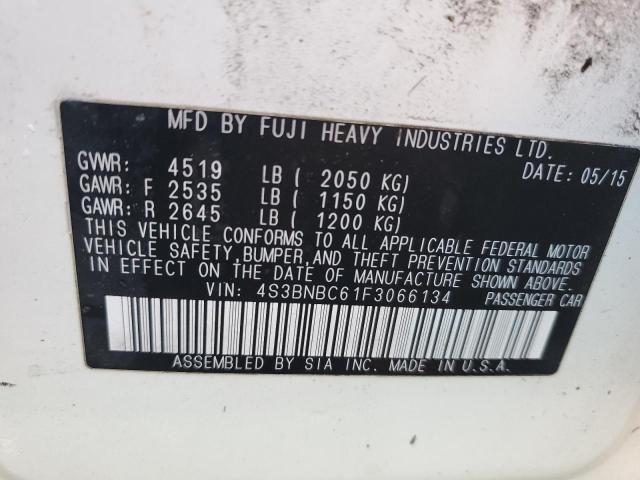 MFD BY FUJI HEAVY INDUSTRIES LTD.
DATE: 05/15
GVWR: 4519 LB ( 2050 KG)
GAWR: F 2535 LB ( 1150 KG)
GAWR: R 2645 LB ( 1200 KG)
THIS VEHICLE CONFORMS TO ALL APPLICABLE FEDERAL MOTOR
VEHICLE SAFETY, BUMPER, AND THEFT PREVENTION STANDARDS
IN EFFECT ON THE DATE OF MANUFACTURE SHOWN ABOVE.
VIN: 4S3BNBC61F3066134 PASSENGER CAR
ASSEMBLED BY SIA INC. MADE IN U.S.A.